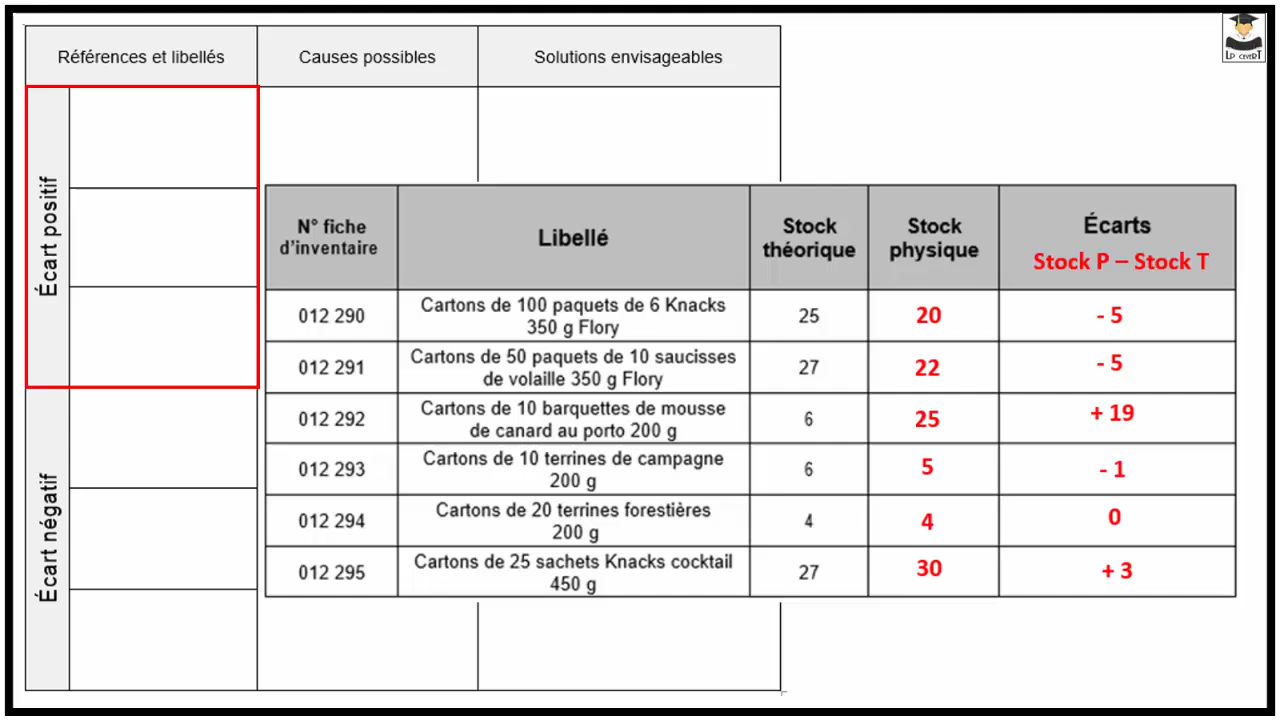 Références et libellés
Causes possibles
Solutions envisageables
LP CEVERT
Écart positif
Écart négatif
N° fiche
d'inventaire
Libellé
Stock
théorique
Stock
physique
Écarts
Stock P – Stock T
012 290
Cartons de 100 paquets de 6 Knacks
350 g Flory
25
20
- 5
012 291
Cartons de 50 paquets de 10 saucisses
de volaille 350 g Flory
27
22
- 5
012 292
Cartons de 10 barquettes de mousse
de canard au porto 200 g
6
25
+ 19
012 293
Cartons de 10 terrines de campagne
200 g
6
5
- 1
012 294
Cartons de 20 terrines forestières
200 g
4
4
0
012 295
Cartons de 25 sachets Knacks cocktail
450 g
27
30
+ 3